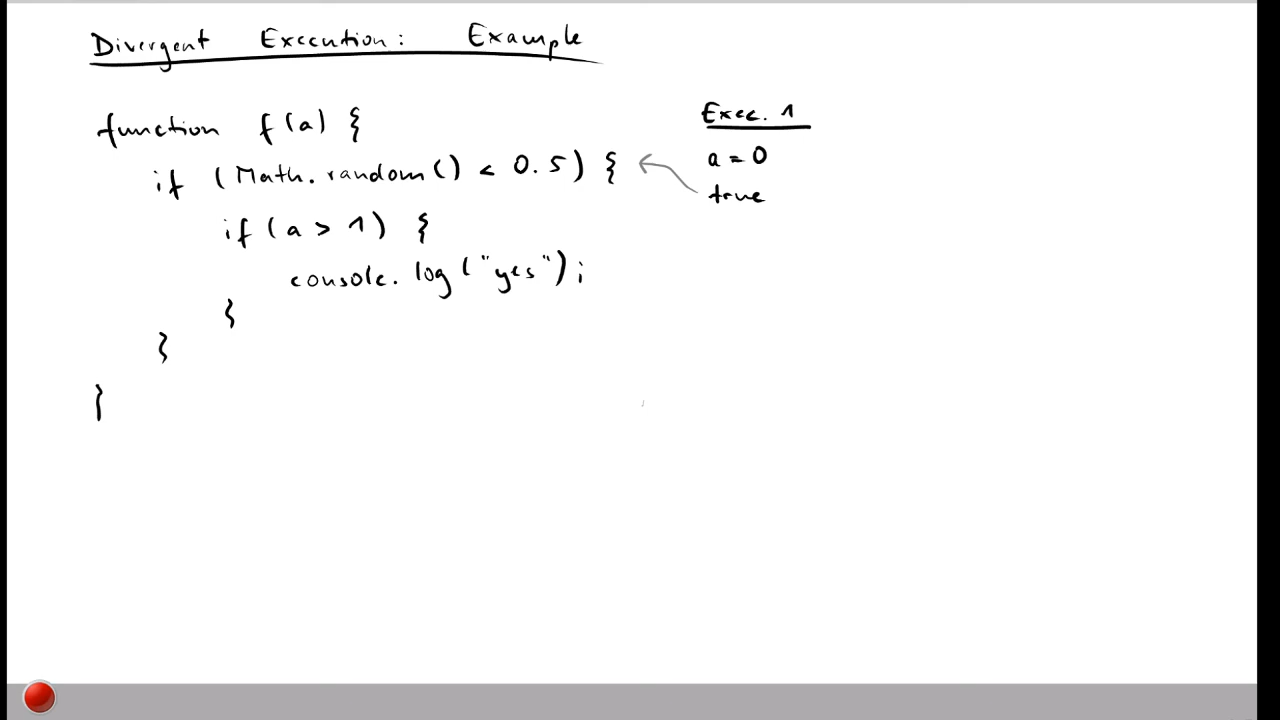 Divergent Execution: Example
function f(a) {
if (Math.random() < 0.5) {
if (a > 1) {
console.log("yes");
}
}
}
Exec. 1
a = 0
true